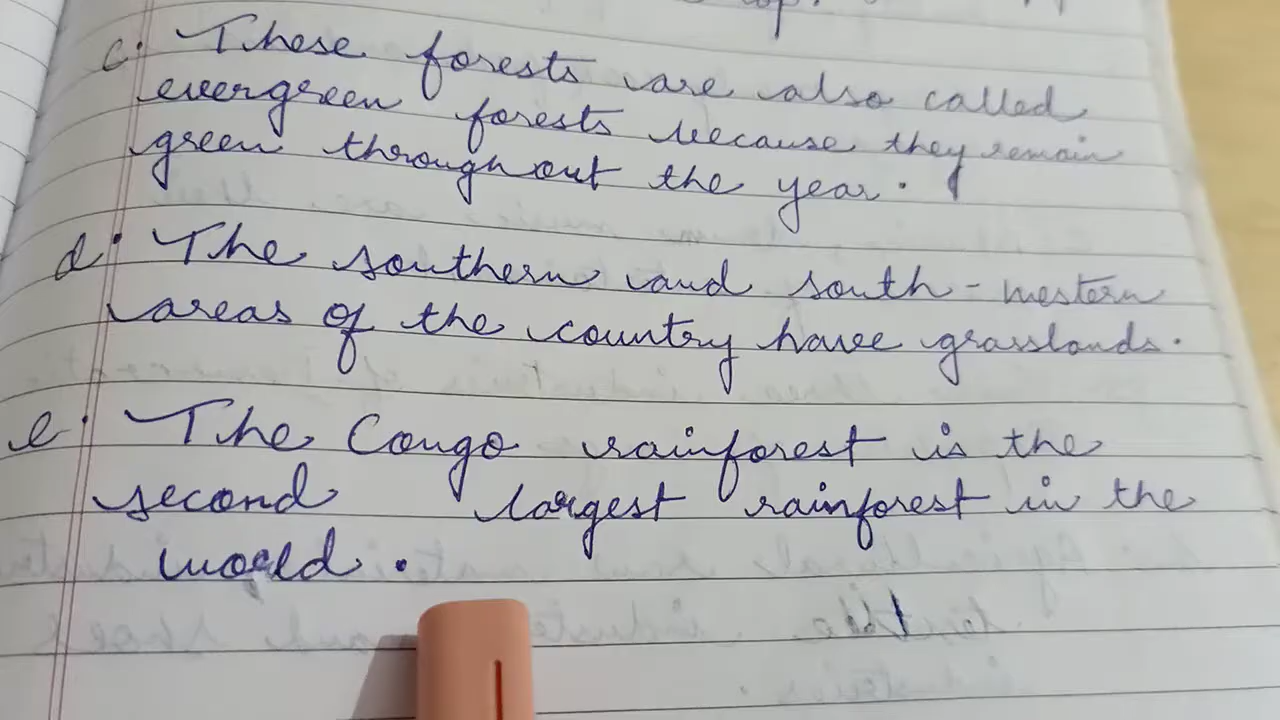 c. These forests are also called
evergreen forests because they remain
green throughout the year.
d. The southern and south-western
areas of the country have grasslands.
e. The Congo rainforest is the
second largest rainforest in the
world.